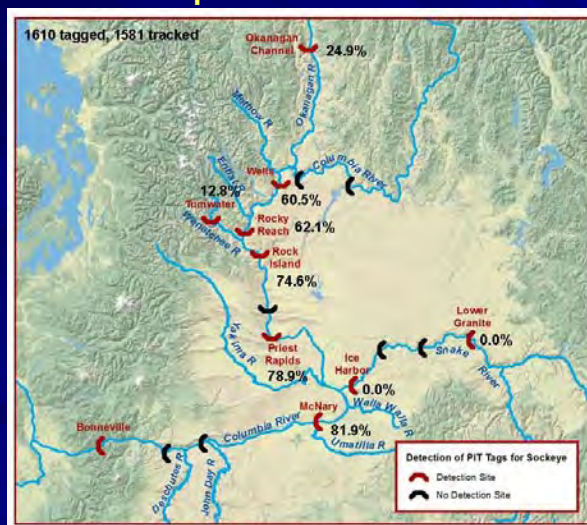 1610 tagged, 1581 tracked
Okanagan
Channel
24.9%
Okanagan R
Methow R
Columbia River
Entiat R
Wells
12.8%
60.5%
Tumwater
Wenatchee R
Rocky
Reach
62.1%
Rock
Island
74.6%
Lower
Granite
0.0%
Priest
Rapids
78.9%
Yakima R
Snake
River
Ice
Harbor
0.0%
Walla Walla R
McNary
81.9%
Columbia River
Umatilla R
Bonneville
Deschutes R
John Day R
Detection of PIT Tags for Sockeye
Detection Site
No Detection Site